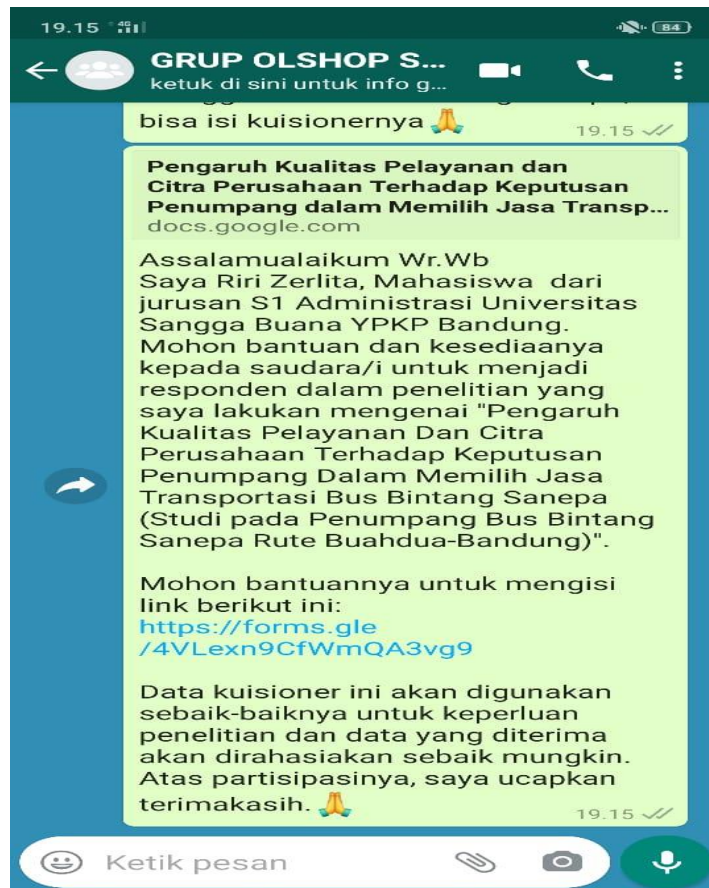 19.15 4G 84
GRUP OLSHOP S...
ketuk di sini untuk info g...
bisa isi kuisionernya 🙏
19.15
Pengaruh Kualitas Pelayanan dan
Citra Perusahaan Terhadap Keputusan
Penumpang dalam Memilih Jasa Transp...
docs.google.com
Assalamualaikum Wr.Wb
Saya Riri Zerlita, Mahasiswa dari
jurusan S1 Administrasi Universitas
Sangga Buana YPKP Bandung.
Mohon bantuan dan kesediaanya
kepada saudara/i untuk menjadi
responden dalam penelitian yang
saya lakukan mengenai "Pengaruh
Kualitas Pelayanan Dan Citra
Perusahaan Terhadap Keputusan
Penumpang Dalam Memilih Jasa
Transportasi Bus Bintang Sanepa
(Studi pada Penumpang Bus Bintang
Sanepa Rute Buahdua-Bandung)".
Mohon bantuannya untuk mengisi
link berikut ini:
https://forms.gle
/4VLexn9CfWmQA3vg9
Data kuisioner ini akan digunakan
sebaik-baiknya untuk keperluan
penelitian dan data yang diterima
akan dirahasiakan sebaik mungkin.
Atas partisipasinya, saya ucapkan
terimakasih. 🙏
19.15
Ketik pesan